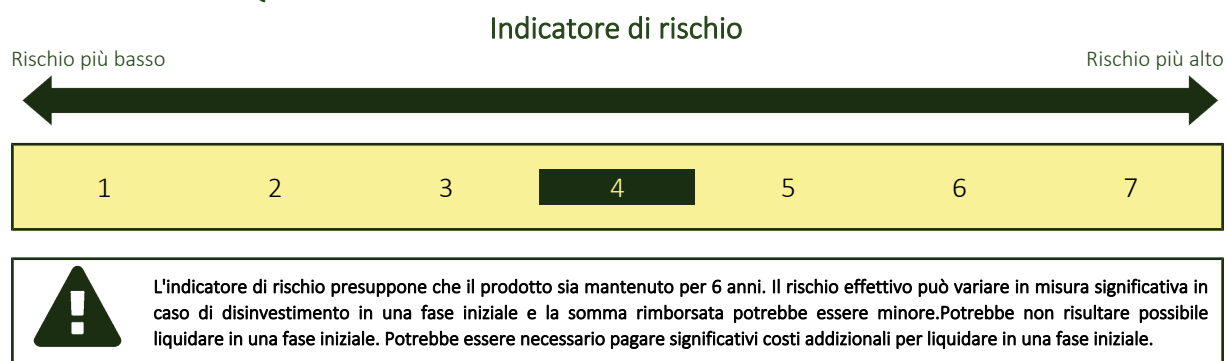 Indicatore di rischio
Rischio più basso
Rischio più alto
1 2 3 4 5 6 7
L'indicatore di rischio presuppone che il prodotto sia mantenuto per 6 anni. Il rischio effettivo può variare in misura significativa in
caso di disinvestimento in una fase iniziale e la somma rimborsata potrebbe essere minore.Potrebbe non risultare possibile
liquidare in una fase iniziale. Potrebbe essere necessario pagare significativi costi addizionali per liquidare in una fase iniziale.